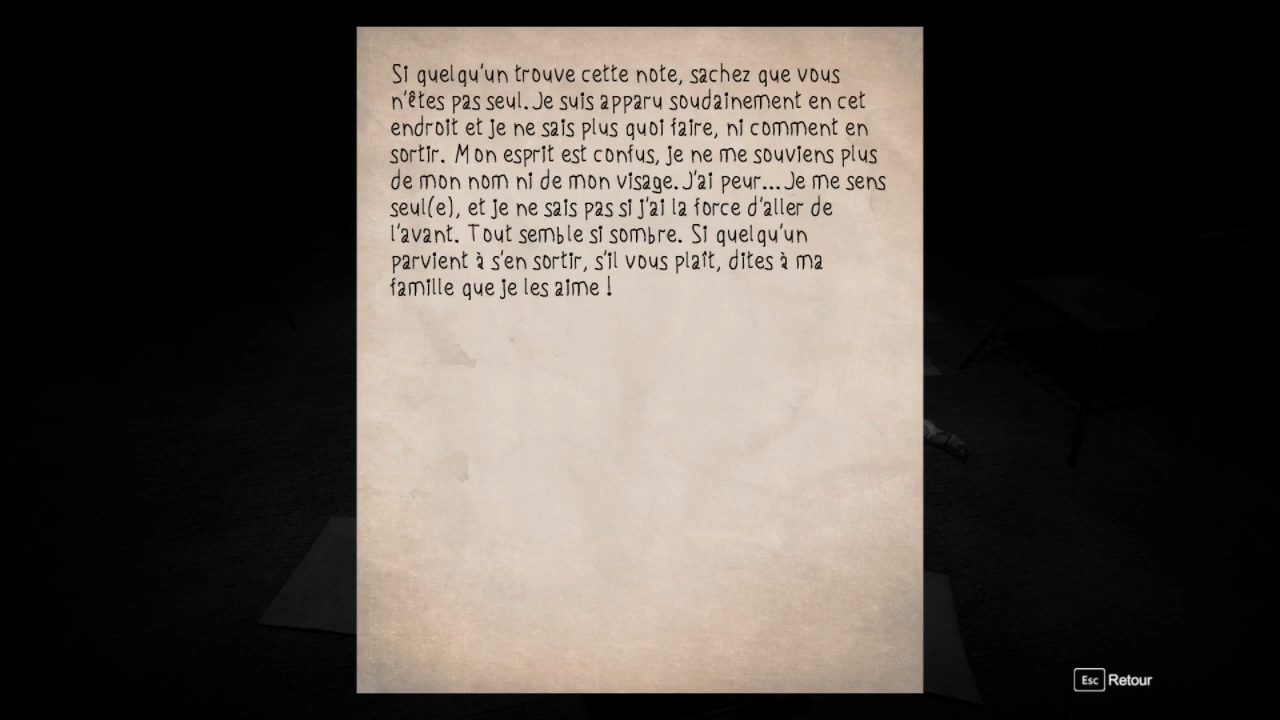 Si quelqu'un trouve cette note, sachez que vous
n'êtes pas seul. Je suis apparu soudainement en cet
endroit et je ne sais plus quoi faire, ni comment en
sortir. Mon esprit est confus, je ne me souviens plus
de mon nom ni de mon visage. J'ai peur... Je me sens
seul(e), et je ne sais pas si j'ai la force d'aller de
l'avant. Tout semble si sombre. Si quelqu'un
parvient à s'en sortir, s'il vous plaît, dites à ma
famille que je les aime !
Esc Retour